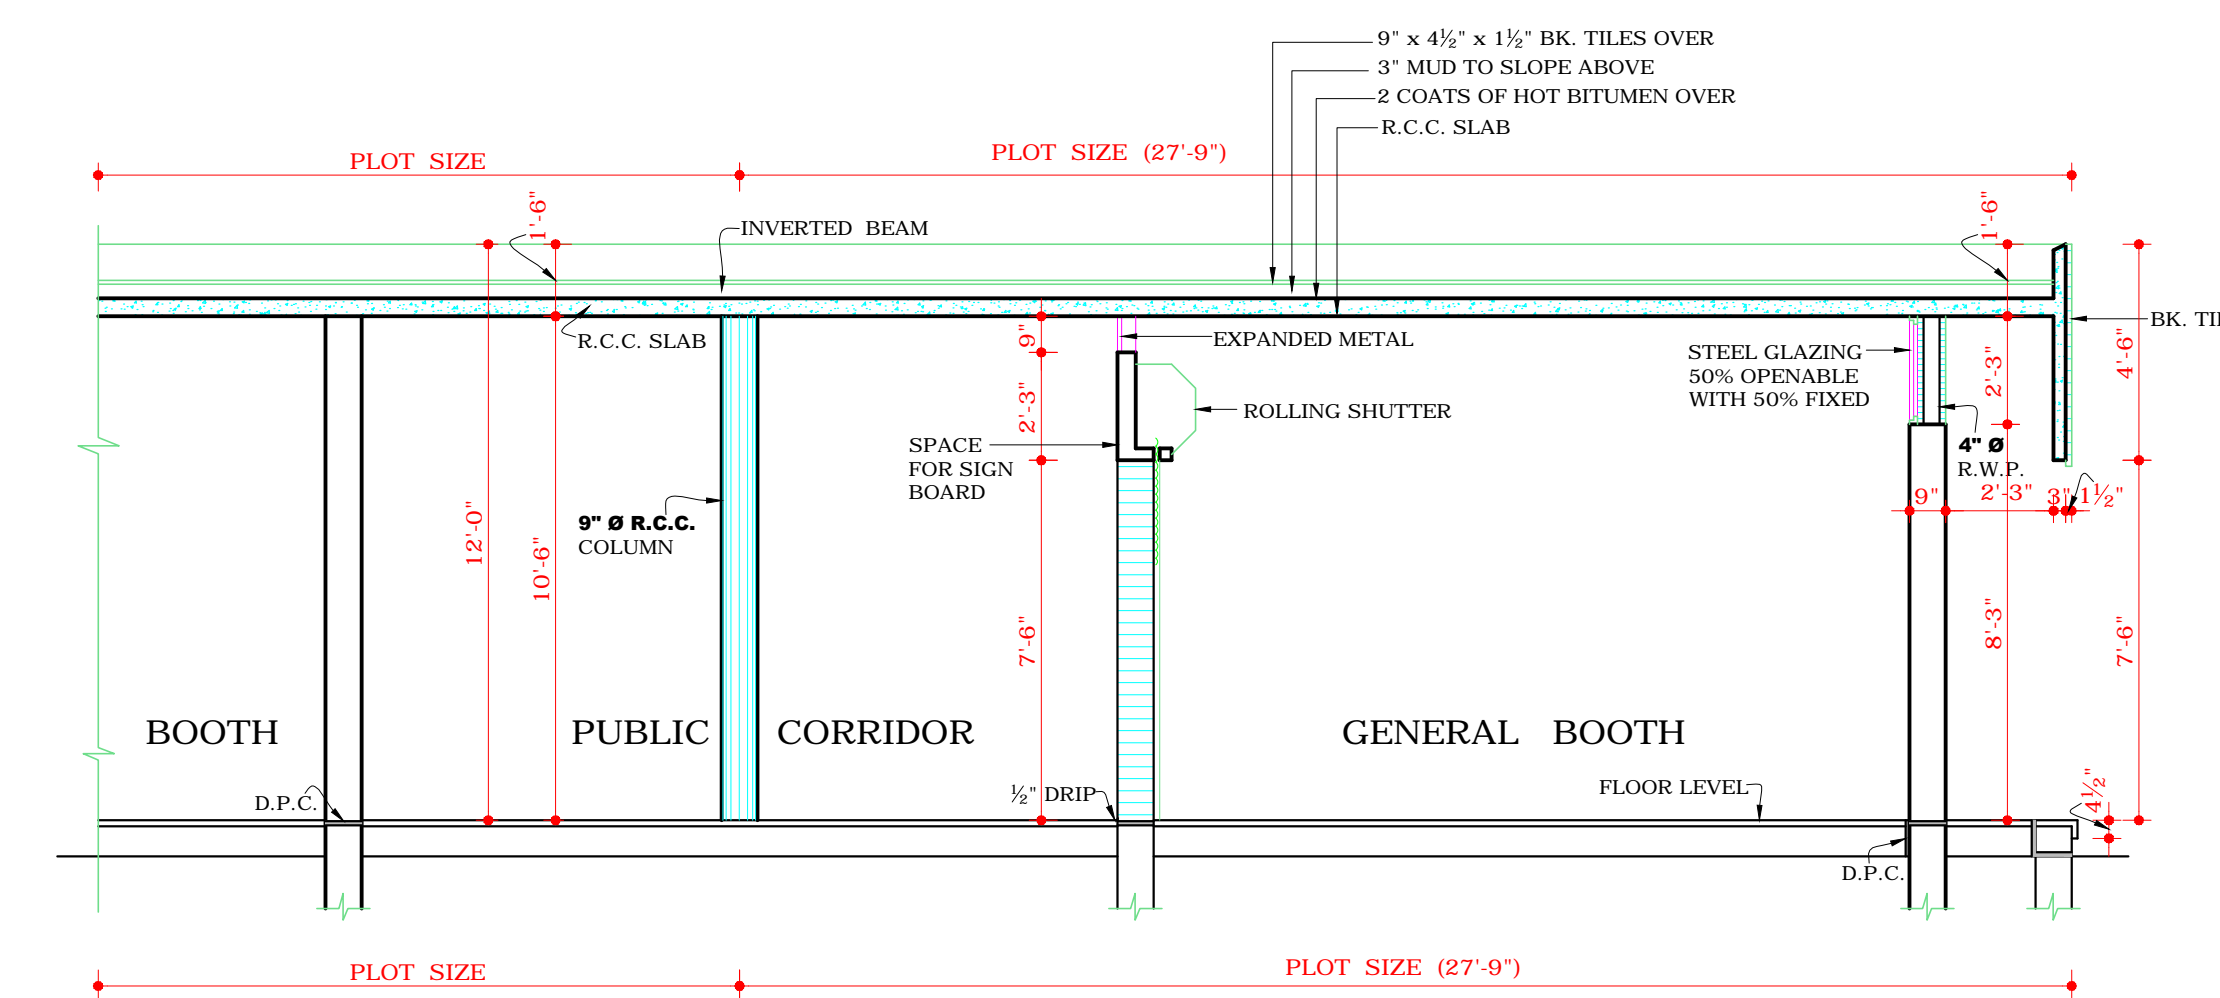 9" x 4½" x 1½" BK. TILES OVER
3" MUD TO SLOPE ABOVE
2 COATS OF HOT BITUMEN OVER
R.C.C. SLAB
PLOT SIZE
PLOT SIZE (27'-9")
1'-6"
INVERTED BEAM
1'-6"
R.C.C. SLAB
9"
EXPANDED METAL
STEEL GLAZING
50% OPENABLE
WITH 50% FIXED
2'-3"
4'-6"
BK. TIL
2'-3"
ROLLING SHUTTER
SPACE
FOR SIGN
BOARD
4" Ø
R.W.P.
9"
2'-3"
3"
1½"
12'-0"
10'-6"
9" Ø R.C.C.
COLUMN
7'-6"
8'-3"
7'-6"
BOOTH
PUBLIC CORRIDOR
GENERAL BOOTH
D.P.C.
½" DRIP
FLOOR LEVEL
4½"
D.P.C.
PLOT SIZE
PLOT SIZE (27'-9")